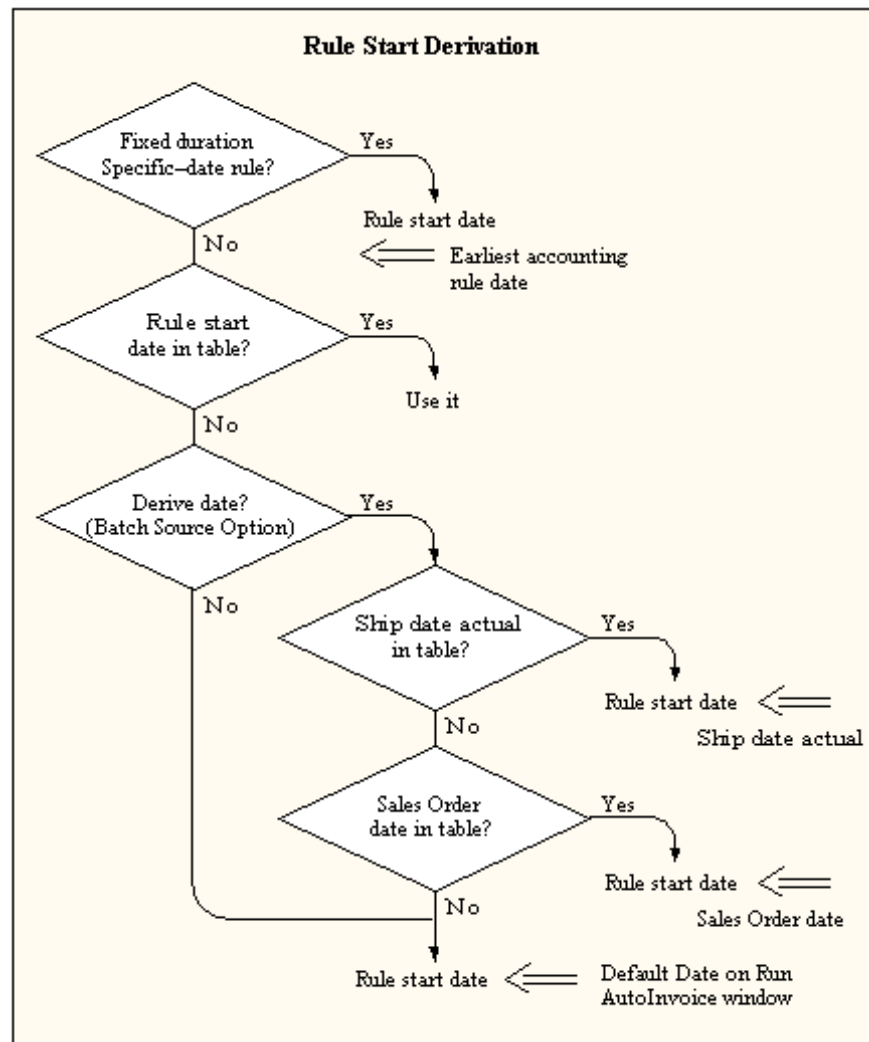 Rule Start Derivation
Fixed duration
Specific–date rule?
Yes
Rule start date
Earliest accounting
rule date
No
Rule start
date in table?
Yes
Use it
No
Derive date?
(Batch Source Option)
Yes
No
Ship date actual
in table?
Yes
Rule start date
Ship date actual
No
Sales Order
date in table?
Yes
Rule start date
Sales Order date
No
Rule start date
Default Date on Run
AutoInvoice window